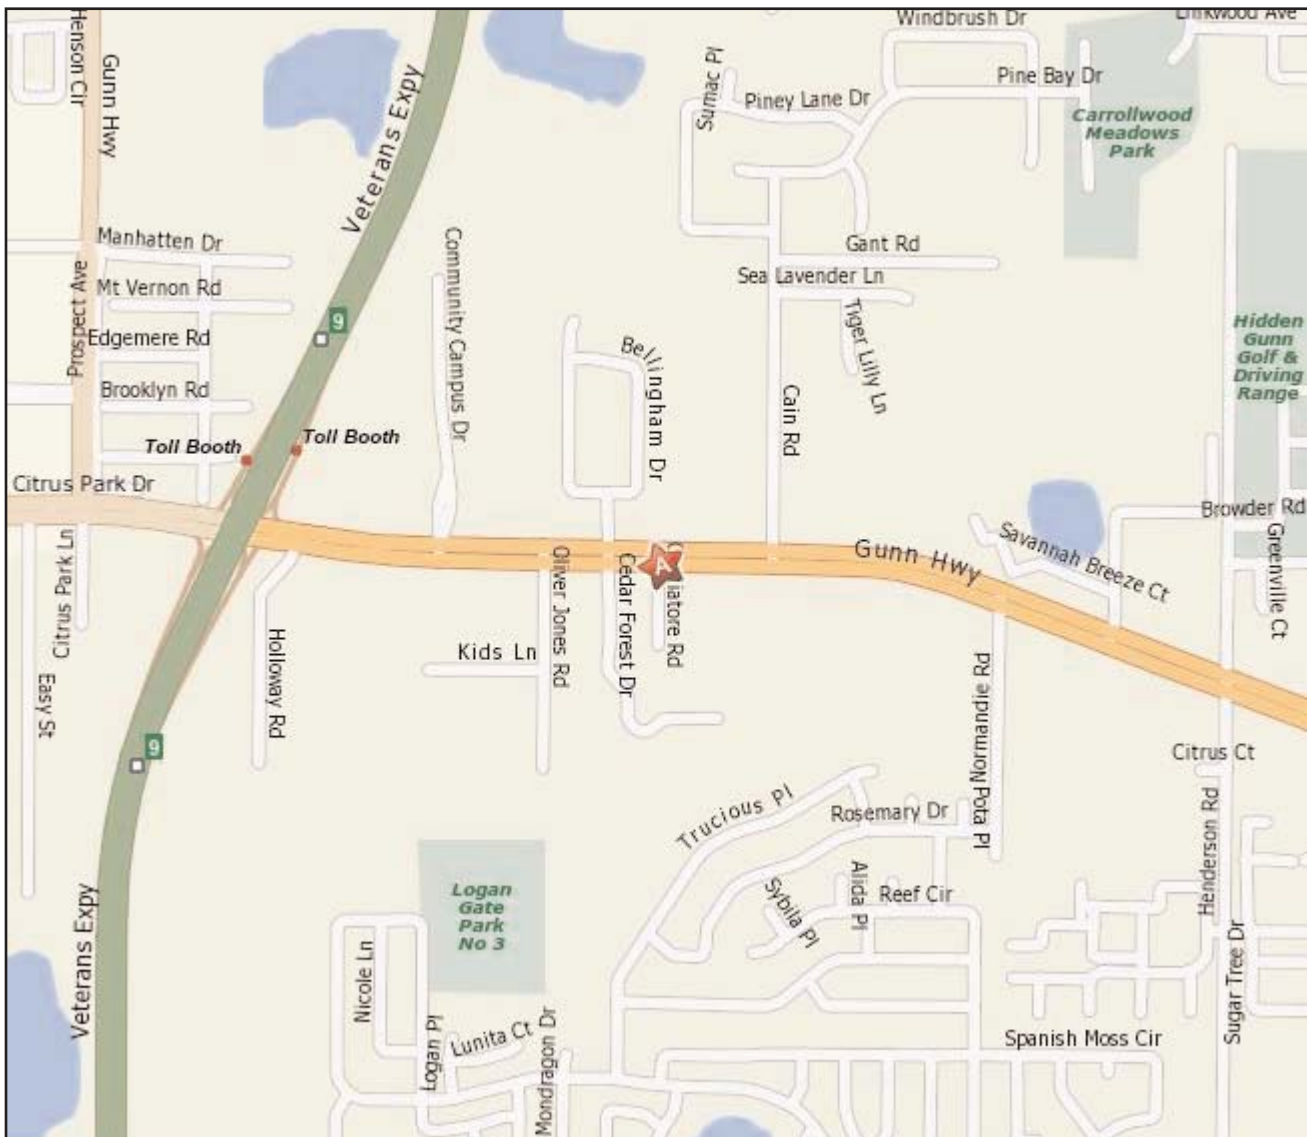 Henson Cir
Gunn Hwy
Veterans Expy
Sumac Pl
Windbrush Dr
Linkwood Ave
Piney Lane Dr
Pine Bay Dr
Carrollwood
Meadows
Park
Manhatten Dr
Mt Vernon Rd
Prospect Ave
Edgemere Rd
Brooklyn Rd
9
Toll Booth
Toll Booth
Community Campus Dr
Bellingham Dr
Gant Rd
Sea Lavender Ln
Tiger Lilly Ln
Cain Rd
Hidden
Gunn
Golf &
Driving
Range
Citrus Park Dr
Citrus Park Ln
Easy St
Holloway Rd
Kids Ln
Oliver Jones Rd
Cedar Forest Dr
A
iatore Rd
Gunn Hwy
Savannah Breeze Ct
Browder Rd
Greenville Ct
9
Normandie Rd
Pota Pl
Citrus Ct
Henderson Rd
Trucious Pl
Rosemary Dr
Alida Pl
Sybila Pl
Reef Cir
Logan
Gate
Park
No 3
Veterans Expy
Nicole Ln
Logan Pl
Lunita Ct
Mondragon Dr
Spanish Moss Cir
Sugar Tree Dr